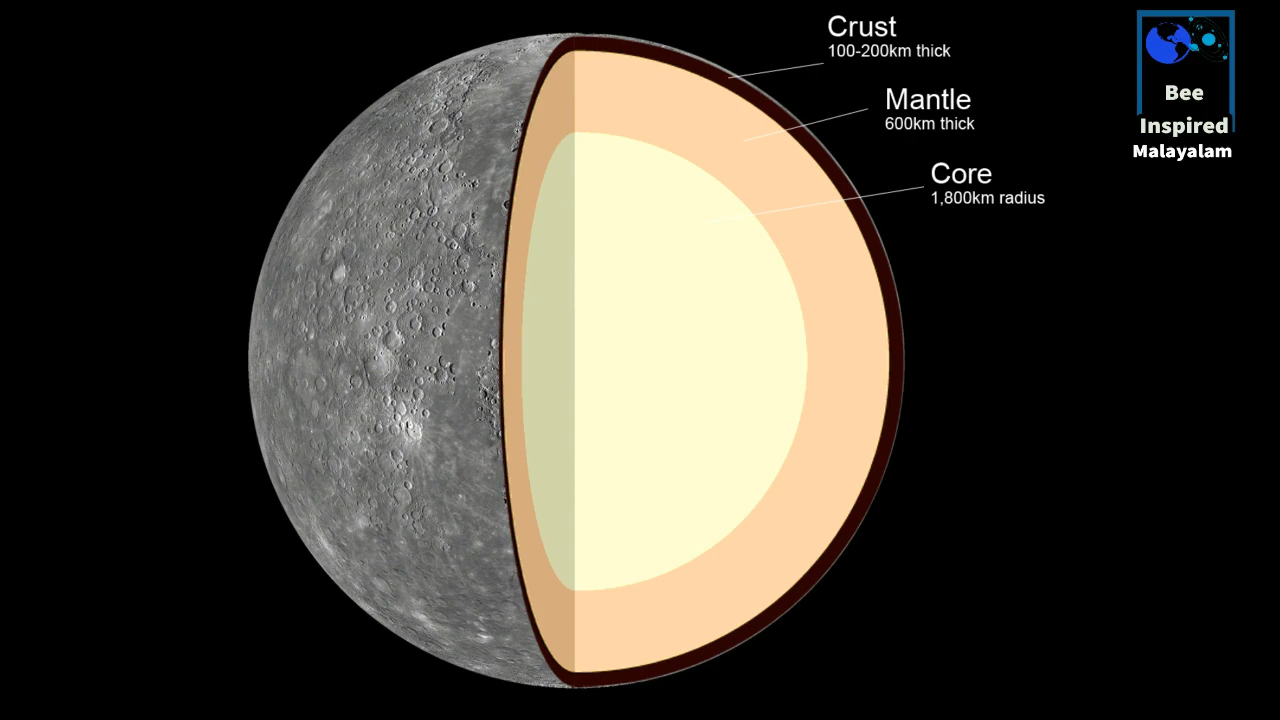 Crust
100-200km thick
Mantle
600km thick
Core
1,800km radius
Bee
Inspired
Malayalam